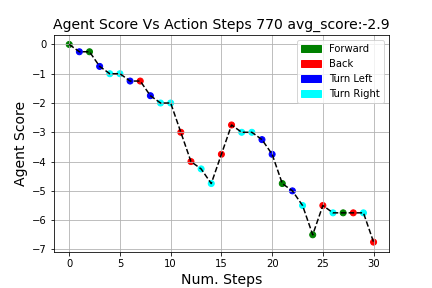 Agent Score Vs Action Steps 770 avg_score:-2.9
Agent Score
0
−1
−2
−3
−4
−5
−6
−7
Forward
Back
Turn Left
Turn Right
0 5 10 15 20 25 30
Num. Steps